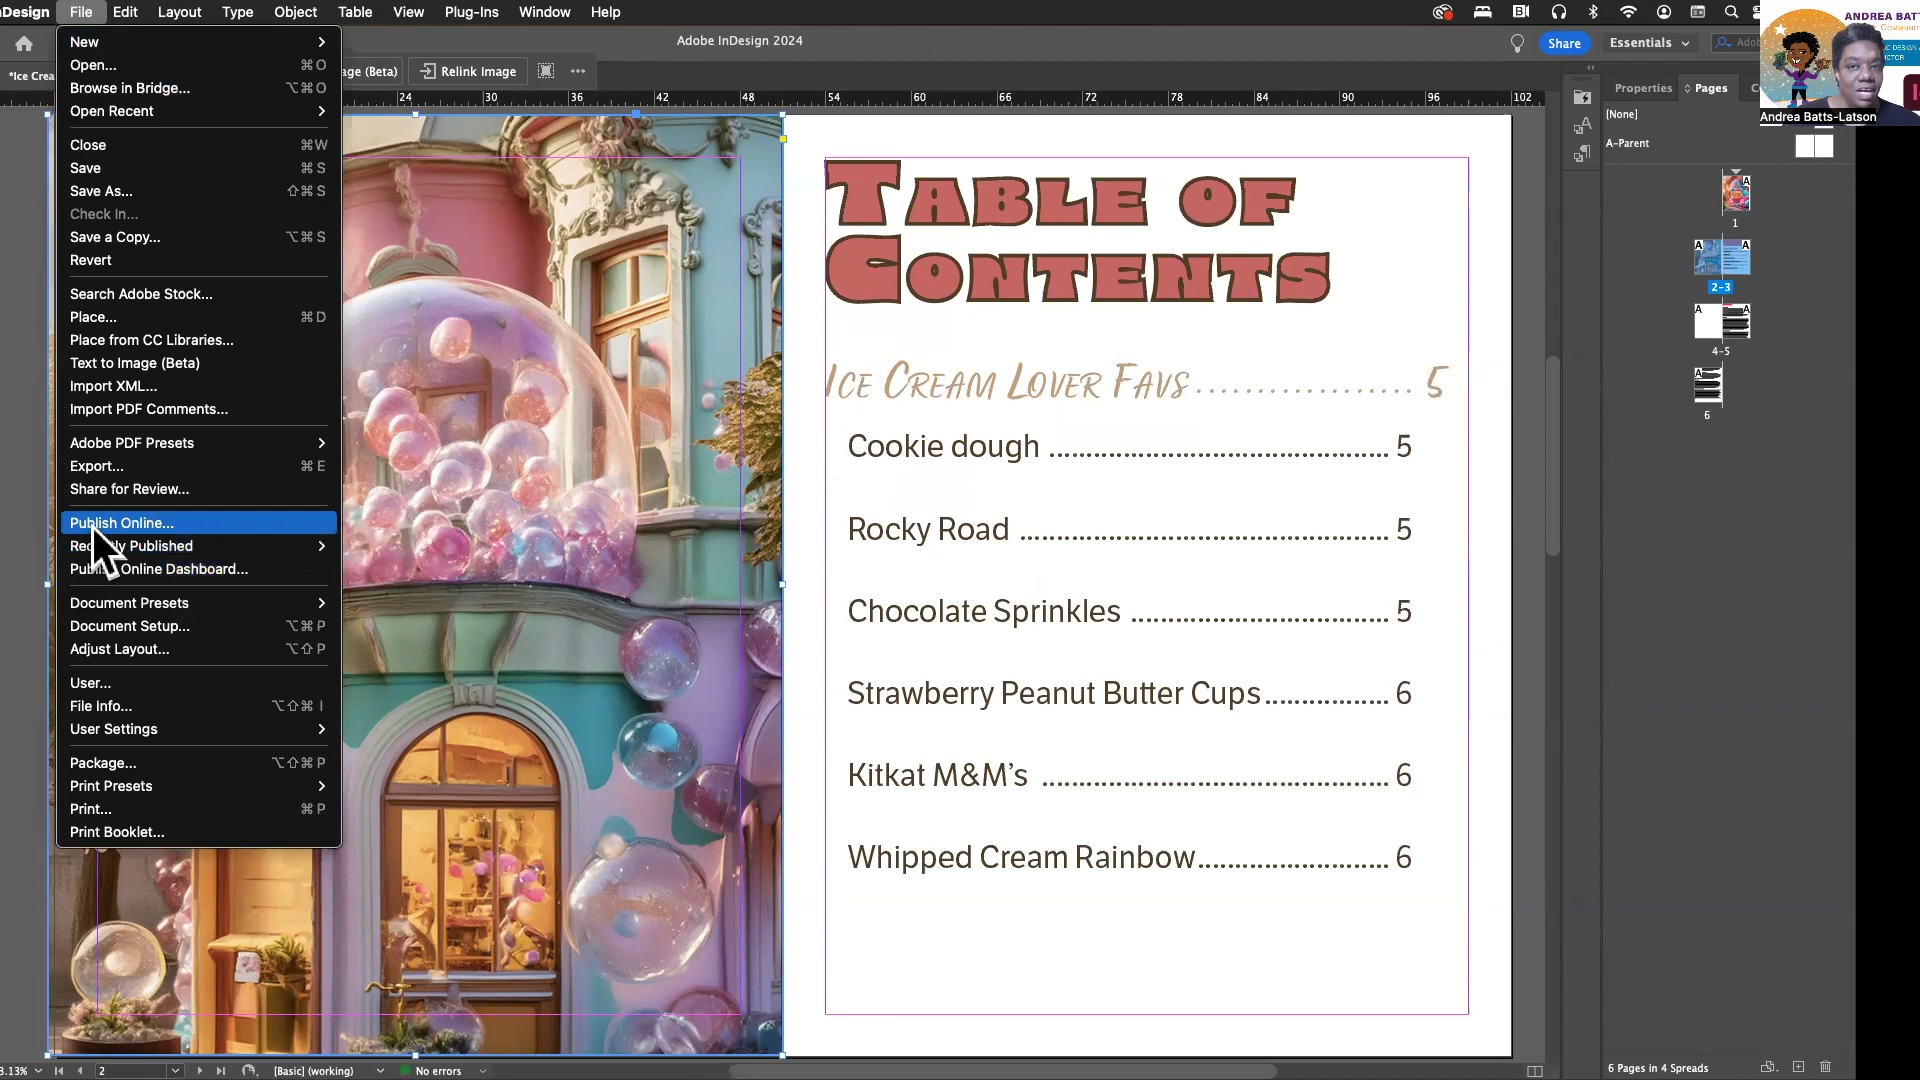 InDesign File Edit Layout Type Object Table View Plug-Ins Window Help
Adobe InDesign 2024
Share Essentials
*Ice Crea
age (Beta) Relink Image
24 30 36 42 48 54 60 66 72 78 84 90 96 102
New
Open... ⌘O
Browse in Bridge... ⌥⌘O
Open Recent
Close ⌘W
Save ⌘S
Save As... ⇧⌘S
Check In...
Save a Copy... ⌥⌘S
Revert
Search Adobe Stock...
Place... ⌘D
Place from CC Libraries...
Text to Image (Beta)
Import XML...
Import PDF Comments...
Adobe PDF Presets
Export... ⌘E
Share for Review...
Publish Online...
Published
Online Dashboard...
Document Presets
Document Setup... ⌥⌘P
Adjust Layout... ⌥⇧P
User...
File Info... ⌥⇧⌘I
User Settings
Package... ⌥⇧⌘P
Print Presets
Print... ⌘P
Print Booklet...
Table of
Contents
Ice Cream Lover Favs.................. 5
Cookie dough ............................................. 5
Rocky Road ................................................. 5
Chocolate Sprinkles .................................. 5
Strawberry Peanut Butter Cups................ 6
Kitkat M&M’s .............................................. 6
Whipped Cream Rainbow......................... 6
Properties Pages
[None]
A-Parent
A
1
A A
2-3
A A
4-5
A
6
6 Pages in 4 Spreads
ANDREA BATT
COMMUNIT
Andrea Batts-Latson
2 [Basic] (working) No errors